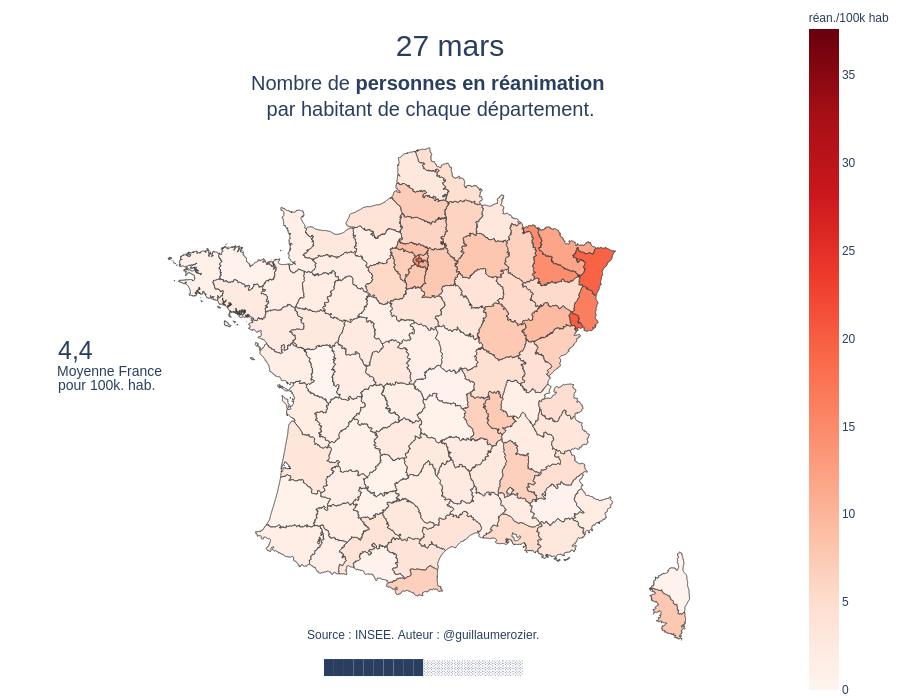 réan./100k hab
27 mars
Nombre de personnes en réanimation
par habitant de chaque département.
35
30
25
20
15
10
5
0
4,4
Moyenne France
pour 100k. hab.
Source : INSEE. Auteur : @guillaumerozier.